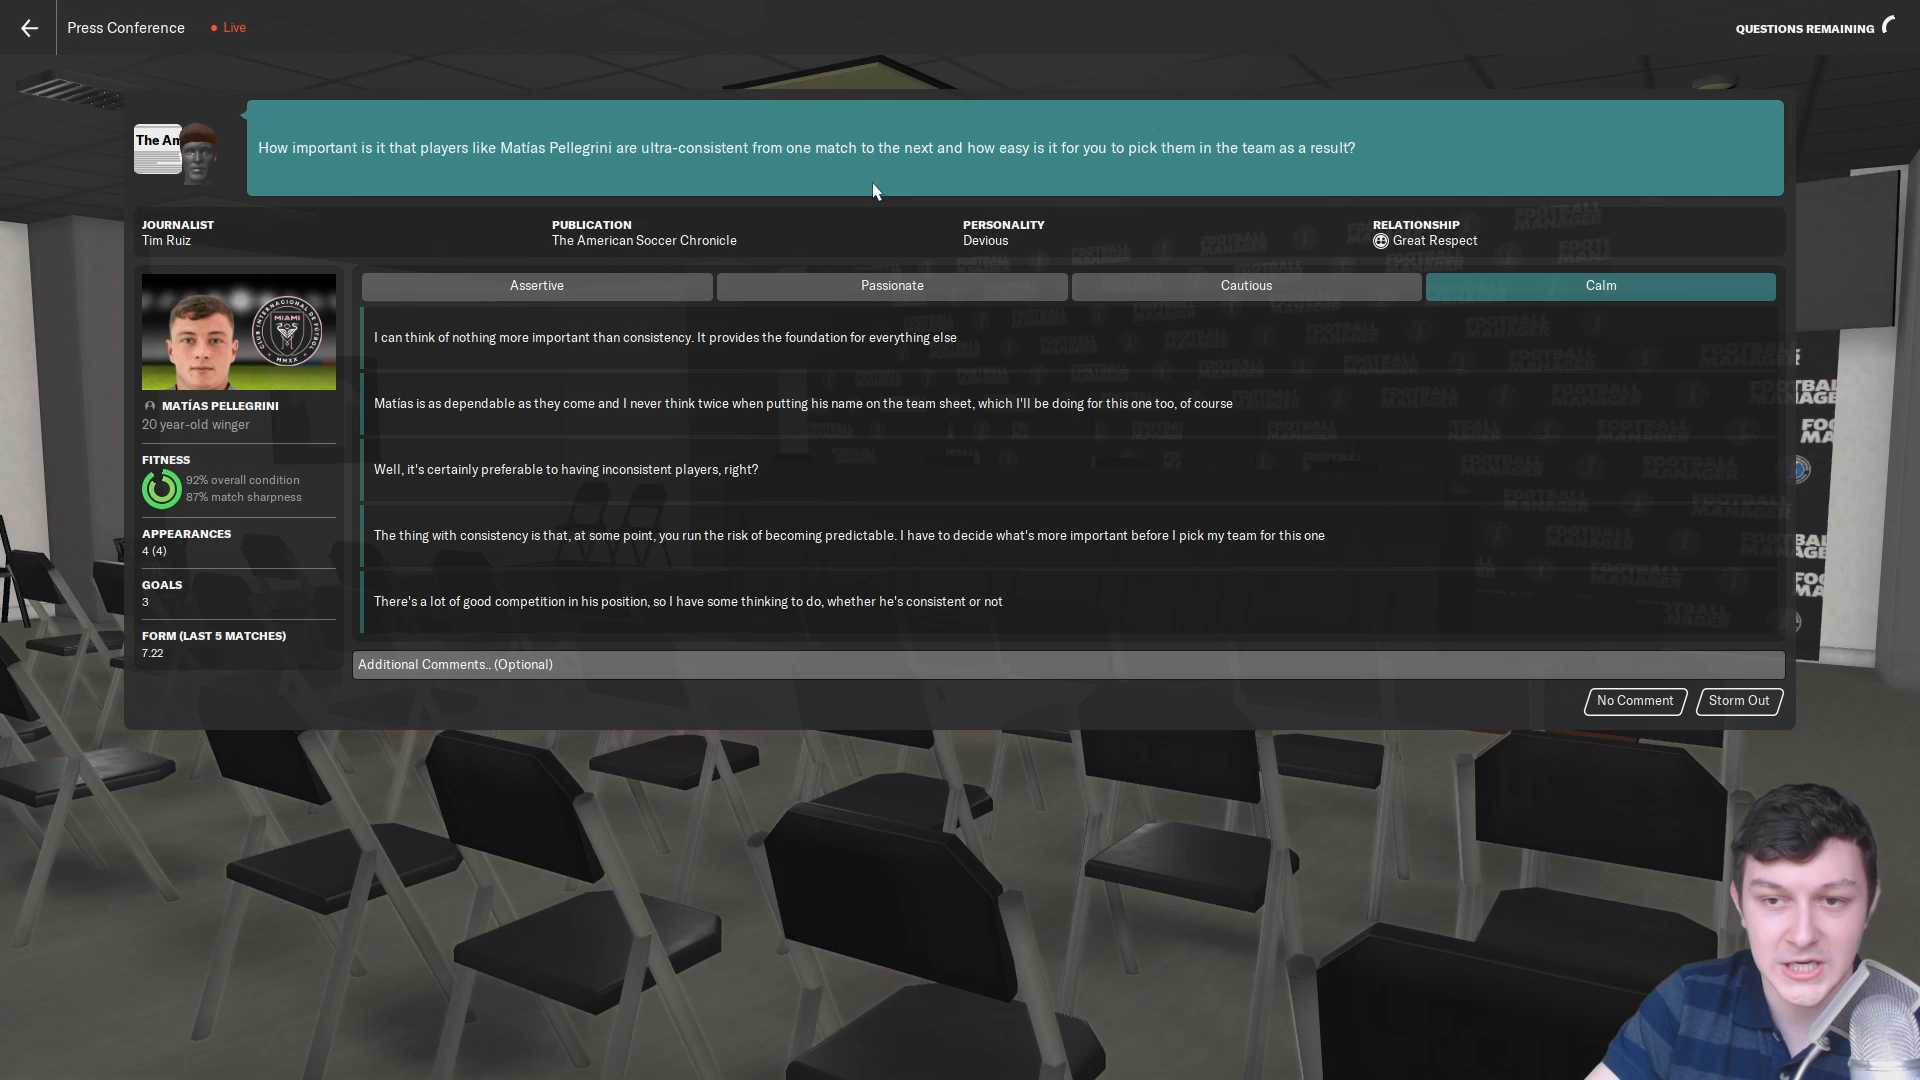 Press Conference
Live
QUESTIONS REMAINING
The Am
How important is it that players like Matías Pellegrini are ultra-consistent from one match to the next and how easy is it for you to pick them in the team as a result?
JOURNALIST
Tim Ruiz
PUBLICATION
The American Soccer Chronicle
PERSONALITY
Devious
RELATIONSHIP
Great Respect
Assertive
Passionate
Cautious
Calm
I can think of nothing more important than consistency. It provides the foundation for everything else
Matías is as dependable as they come and I never think twice when putting his name on the team sheet, which I'll be doing for this one too, of course
Well, it's certainly preferable to having inconsistent players, right?
The thing with consistency is that, at some point, you run the risk of becoming predictable. I have to decide what's more important before I pick my team for this one
There's a lot of good competition in his position, so I have some thinking to do, whether he's consistent or not
MIAMI
MATÍAS PELLEGRINI
20 year-old winger
FITNESS
92% overall condition
87% match sharpness
APPEARANCES
4 (4)
GOALS
3
FORM (LAST 5 MATCHES)
7.22
Additional Comments.. (Optional)
No Comment
Storm Out
FOOTBALL MANAGER